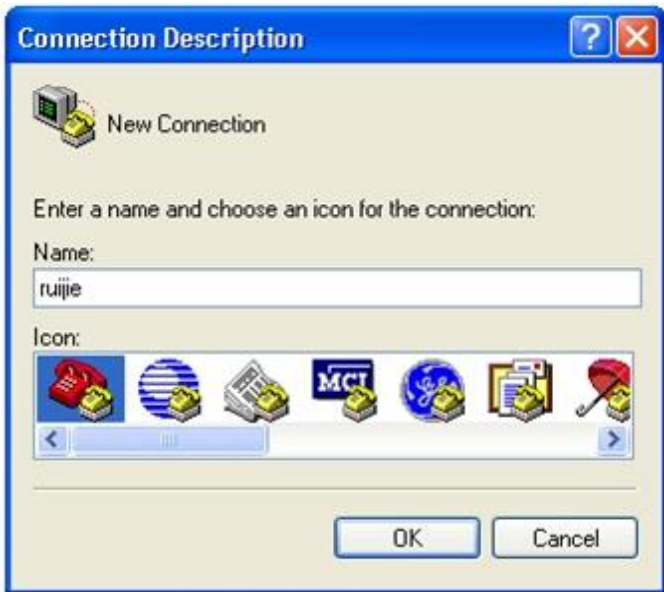 Connection Description
New Connection
Enter a name and choose an icon for the connection:
Name:
ruijie
Icon:
MCI
OK Cancel